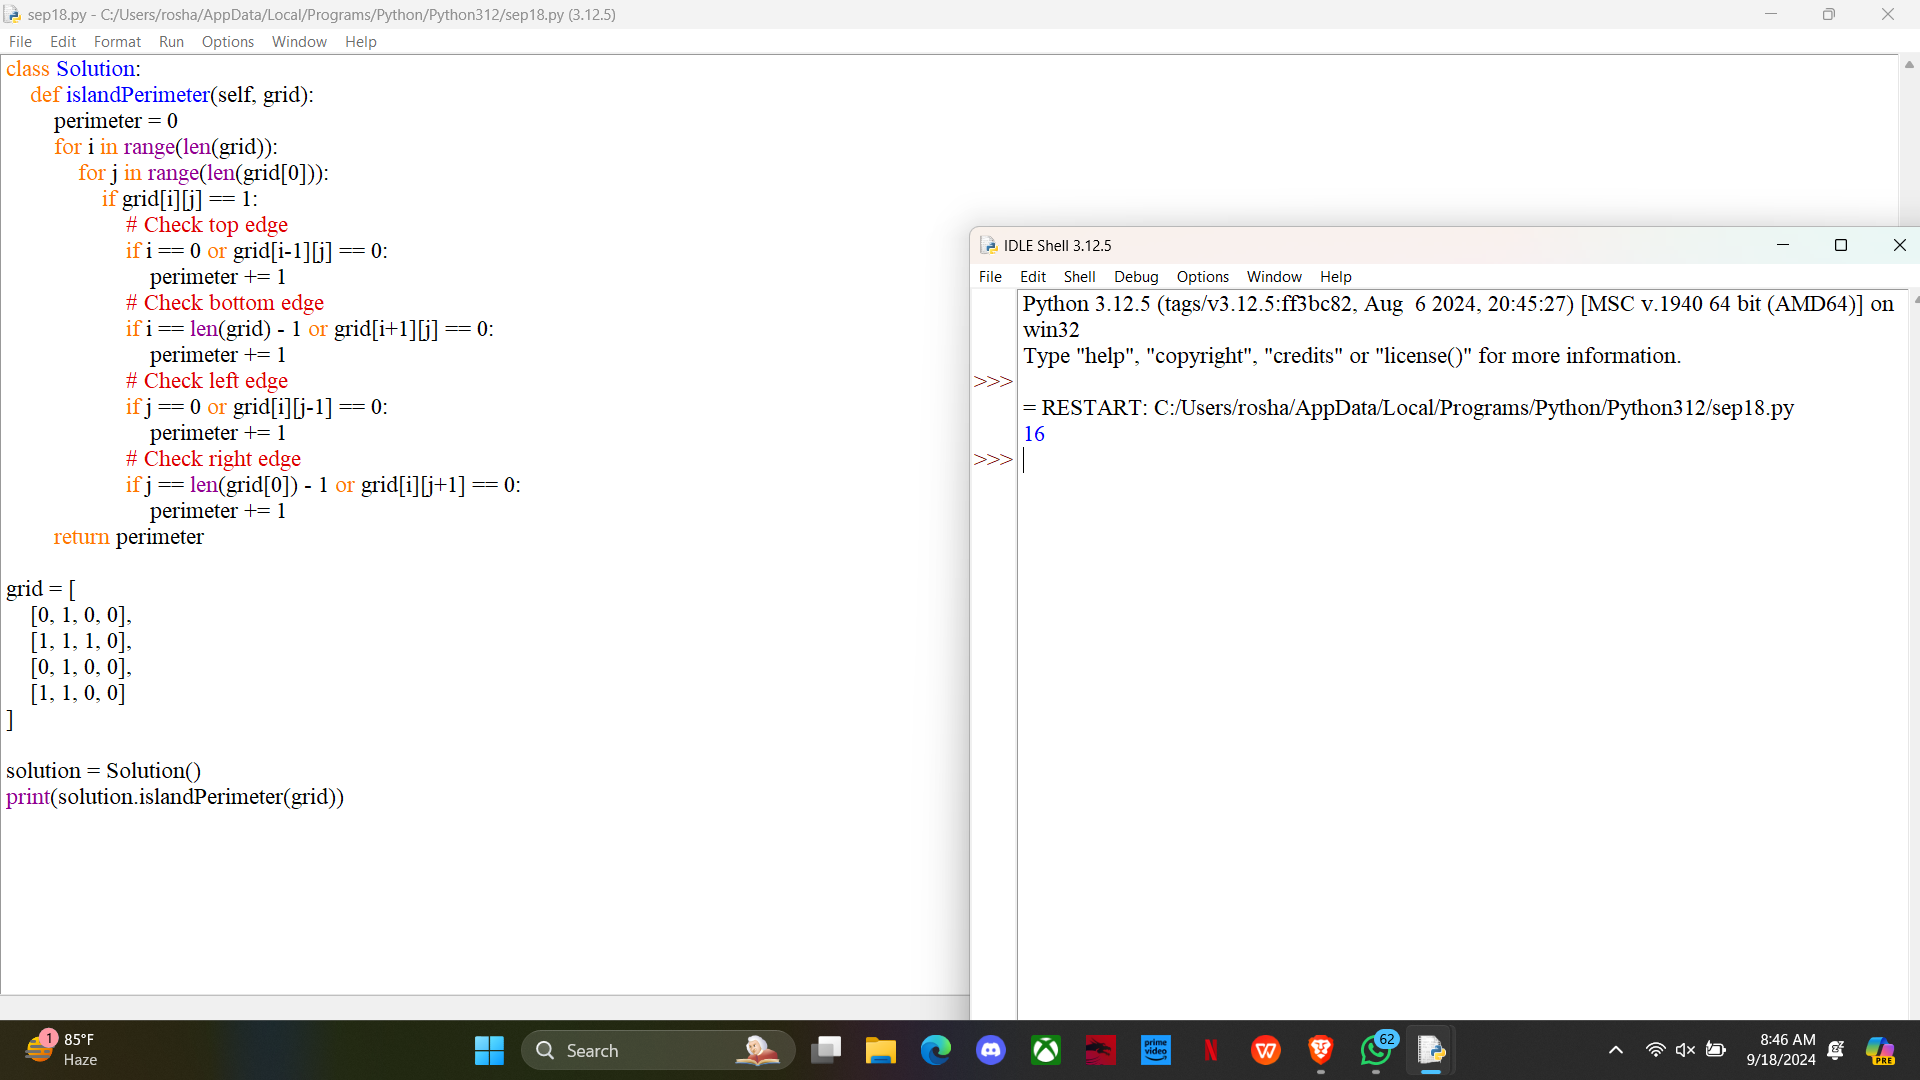 sep18.py - C:/Users/rosha/AppData/Local/Programs/Python/Python312/sep18.py (3.12.5)
File Edit Format Run Options Window Help
class Solution:
    def islandPerimeter(self, grid):
        perimeter = 0
        for i in range(len(grid)):
            for j in range(len(grid[0])):
                if grid[i][j] == 1:
                    # Check top edge
                    if i == 0 or grid[i-1][j] == 0:
                        perimeter += 1
                    # Check bottom edge
                    if i == len(grid) - 1 or grid[i+1][j] == 0:
                        perimeter += 1
                    # Check left edge
                    if j == 0 or grid[i][j-1] == 0:
                        perimeter += 1
                    # Check right edge
                    if j == len(grid[0]) - 1 or grid[i][j+1] == 0:
                        perimeter += 1
        return perimeter

grid = [
    [0, 1, 0, 0],
    [1, 1, 1, 0],
    [0, 1, 0, 0],
    [1, 1, 0, 0]
]

solution = Solution()
print(solution.islandPerimeter(grid))
IDLE Shell 3.12.5
File Edit Shell Debug Options Window Help
Python 3.12.5 (tags/v3.12.5:ff3bc82, Aug  6 2024, 20:45:27) [MSC v.1940 64 bit (AMD64)] on
win32
Type "help", "copyright", "credits" or "license()" for more information.
>>>
= RESTART: C:/Users/rosha/AppData/Local/Programs/Python/Python312/sep18.py
16
>>>
1
85°F
Haze
Search
prime video
N
W
62
8:46 AM
9/18/2024
PRE